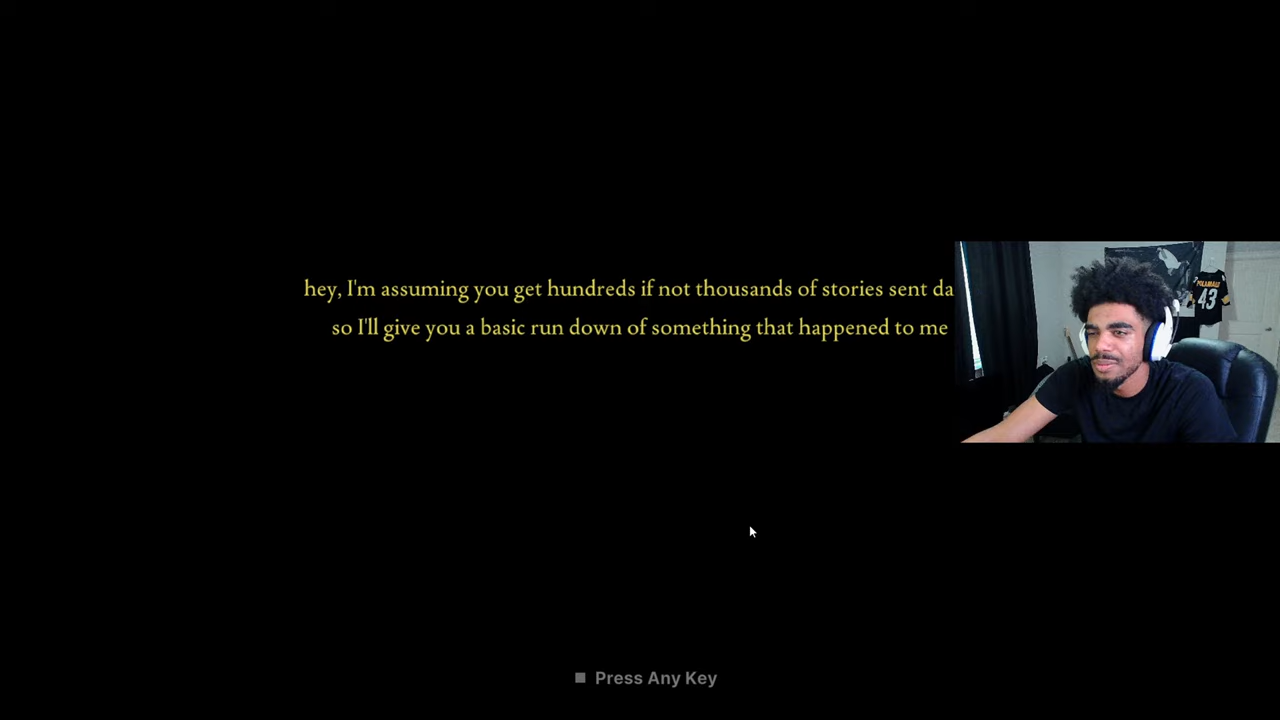 hey, I'm assuming you get hundreds if not thousands of stories sent da
so I'll give you a basic run down of something that happened to me
POLAMALU
43
Press Any Key